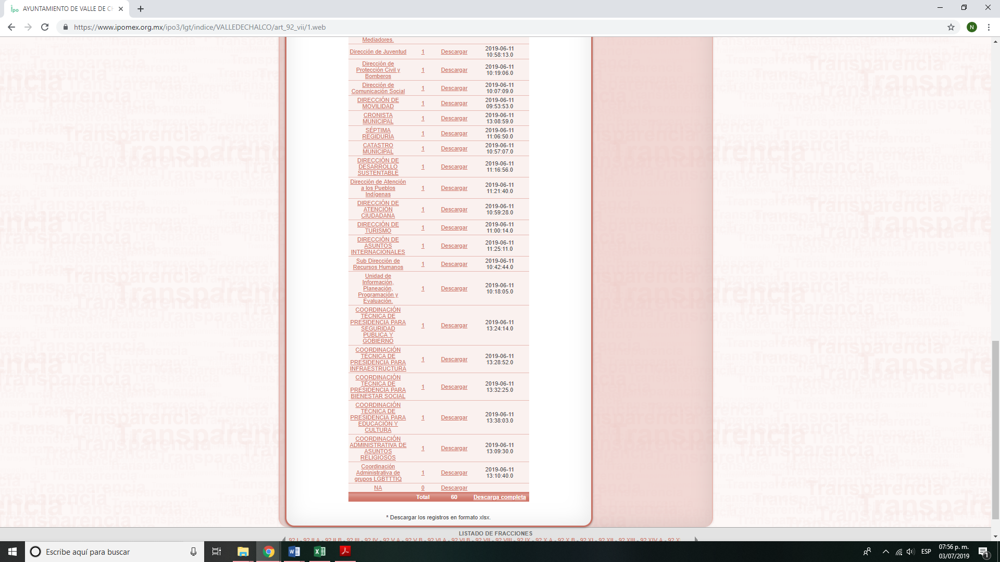 AYUNTAMIENTO DE VALLE DE CH
https://www.ipomex.org.mx/ipo3/lgt/indice/VALLEDECHALCO/art_92_vii/1.web
N
Mediadores.
Dirección de Juventud 1 Descargar 2019-06-11 10:58:13.0
Dirección de Protección Civil y Bomberos 1 Descargar 2019-06-11 10:19:06.0
Dirección de Comunicación Social 1 Descargar 2019-06-11 10:07:09.0
DIRECCIÓN DE MOVILIDAD 1 Descargar 2019-06-11 09:53:53.0
CRONISTA MUNICIPAL 1 Descargar 2019-06-11 13:08:59.0
SÉPTIMA REGIDURÍA 1 Descargar 2019-06-11 11:06:50.0
CATASTRO MUNICIPAL 1 Descargar 2019-06-11 10:57:07.0
DIRECCIÓN DE DESARROLLO SUSTENTABLE 1 Descargar 2019-06-11 11:16:56.0
Dirección de Atención a los Pueblos Indígenas 1 Descargar 2019-06-11 11:21:40.0
DIRECCIÓN DE ATENCIÓN CIUDADANA 1 Descargar 2019-06-11 10:59:28.0
DIRECCIÓN DE TURISMO 1 Descargar 2019-06-11 11:00:14.0
DIRECCIÓN DE ASUNTOS INTERNACIONALES 1 Descargar 2019-06-11 11:25:11.0
Sub Dirección de Recursos Humanos 1 Descargar 2019-06-11 10:42:44.0
Unidad de Información, Planeación, Programación y Evaluación. 1 Descargar 2019-06-11 10:18:05.0
COORDINACIÓN TÉCNICA DE PRESIDENCIA PARA SEGURIDAD PÚBLICA Y GOBIERNO 1 Descargar 2019-06-11 13:24:14.0
COORDINACIÓN TÉCNICA DE PRESIDENCIA PARA INFRAESTRUCTURA 1 Descargar 2019-06-11 13:28:52.0
COORDINACIÓN TÉCNICA DE PRESIDENCIA PARA BIENESTAR SOCIAL 1 Descargar 2019-06-11 13:32:25.0
COORDINACIÓN TÉCNICA DE PRESIDENCIA PARA EDUCACIÓN Y CULTURA 1 Descargar 2019-06-11 13:38:03.0
COORDINACIÓN ADMINISTRATIVA DE ASUNTOS RELIGIOSOS 1 Descargar 2019-06-11 13:09:30.0
Coordinación Administrativa de grupos LGBTTTIQ 1 Descargar 2019-06-11 13:10:40.0
NA 0 Descargar
Total 60 Descarga completa
* Descargar los registros en formato xlsx.
LISTADO DE FRACCIONES
92 I - 92 II A - 92 II B - 92 III - 92 IV - 92 V A - 92 V B - 92 VI A - 92 VI B - 92 VII - 92 VIII - 92 IX - 92 X A - 92 X B - 92 XI - 92 XII - 92 XIII - 92 XIV A - 92 X
Escribe aquí para buscar
ESP
07:56 p. m.
03/07/2019
1